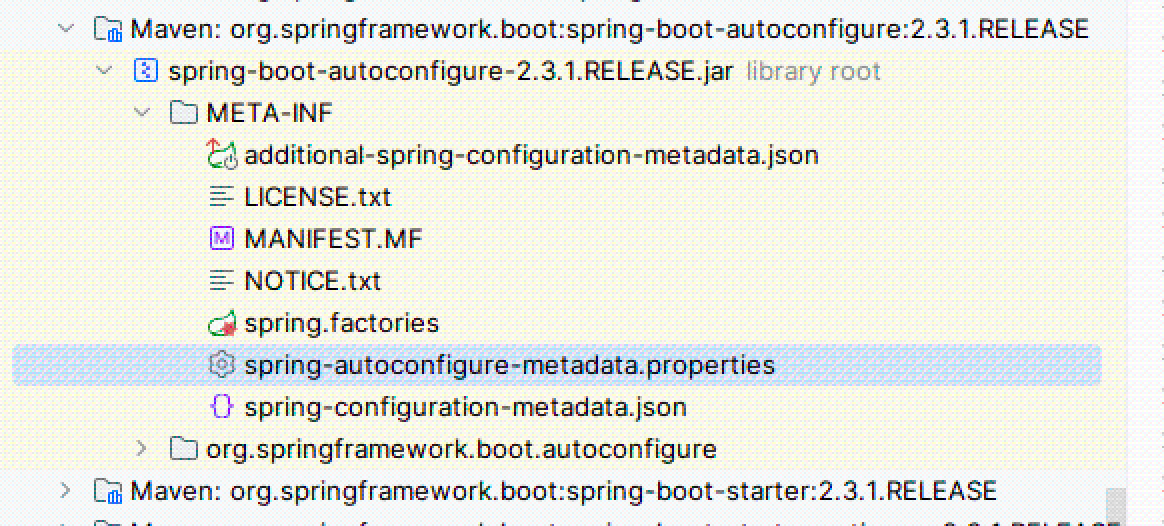 Maven: org.springframework.boot:spring-boot-autoconfigure:2.3.1.RELEASE
spring-boot-autoconfigure-2.3.1.RELEASE.jar library root
META-INF
additional-spring-configuration-metadata.json
LICENSE.txt
M MANIFEST.MF
NOTICE.txt
spring.factories
spring-autoconfigure-metadata.properties
{} spring-configuration-metadata.json
org.springframework.boot.autoconfigure
Maven: org.springframework.boot:spring-boot-starter:2.3.1.RELEASE